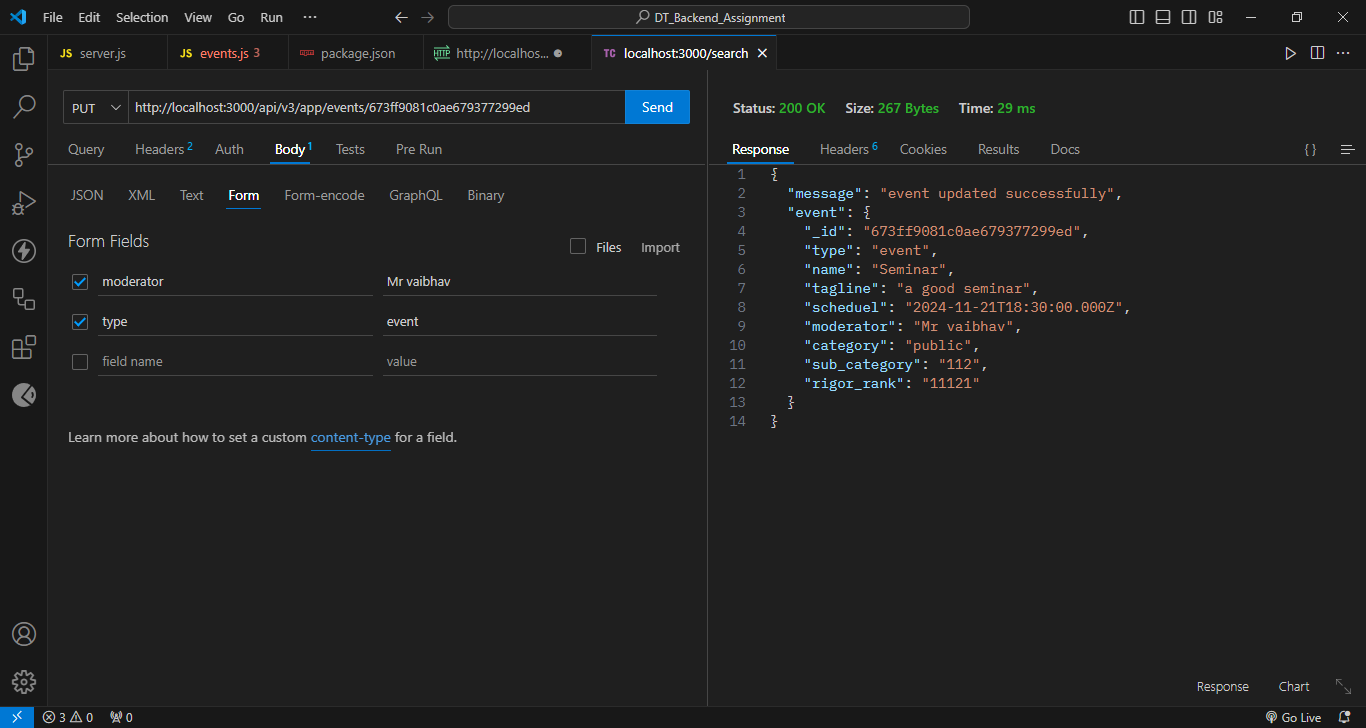 File Edit Selection View Go Run ··· DT_Backend_Assignment
JS server.js JS events.js 3 package.json HTTP http://localhos... TC localhost:3000/search
PUT http://localhost:3000/api/v3/app/events/673ff9081c0ae679377299ed Send
Query Headers 2 Auth Body 1 Tests Pre Run
JSON XML Text Form Form-encode GraphQL Binary
Form Fields Files Import
moderator Mr vaibhav
type event
field name value
Learn more about how to set a custom content-type for a field.
Status: 200 OK Size: 267 Bytes Time: 29 ms
Response Headers 6 Cookies Results Docs { }
1 {
2 "message": "event updated successfully",
3 "event": {
4 "_id": "673ff9081c0ae679377299ed",
5 "type": "event",
6 "name": "Seminar",
7 "tagline": "a good seminar",
8 "scheduel": "2024-11-21T18:30:00.000Z",
9 "moderator": "Mr vaibhav",
10 "category": "public",
11 "sub_category": "112",
12 "rigor_rank": "11121"
13 }
14 }
Response Chart
3 0 0 Go Live